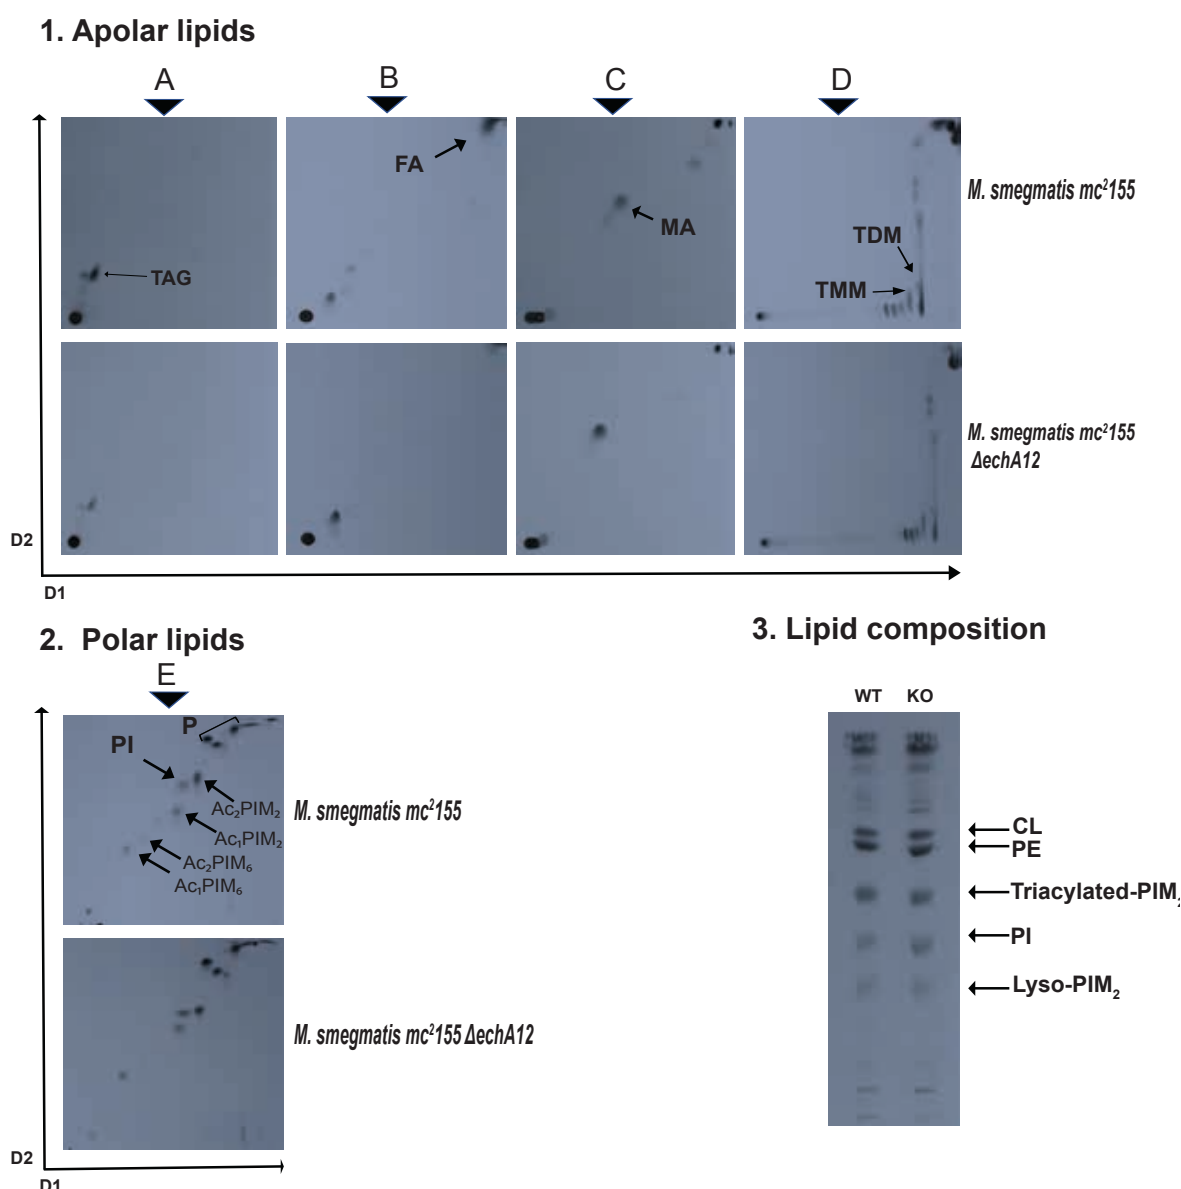 1. Apolar lipids
A
B
C
D
TAG
FA
MA
TDM
TMM
M. smegmatis mc²155
M. smegmatis mc²155
ΔechA12
D2
D1
2. Polar lipids
E
P
PI
Ac₂PIM₂
Ac₁PIM₂
Ac₂PIM₆
Ac₁PIM₆
M. smegmatis mc²155
M. smegmatis mc²155 ΔechA12
D2
D1
3. Lipid composition
WT KO
CL
PE
Triacylated-PIM₂
PI
Lyso-PIM₂